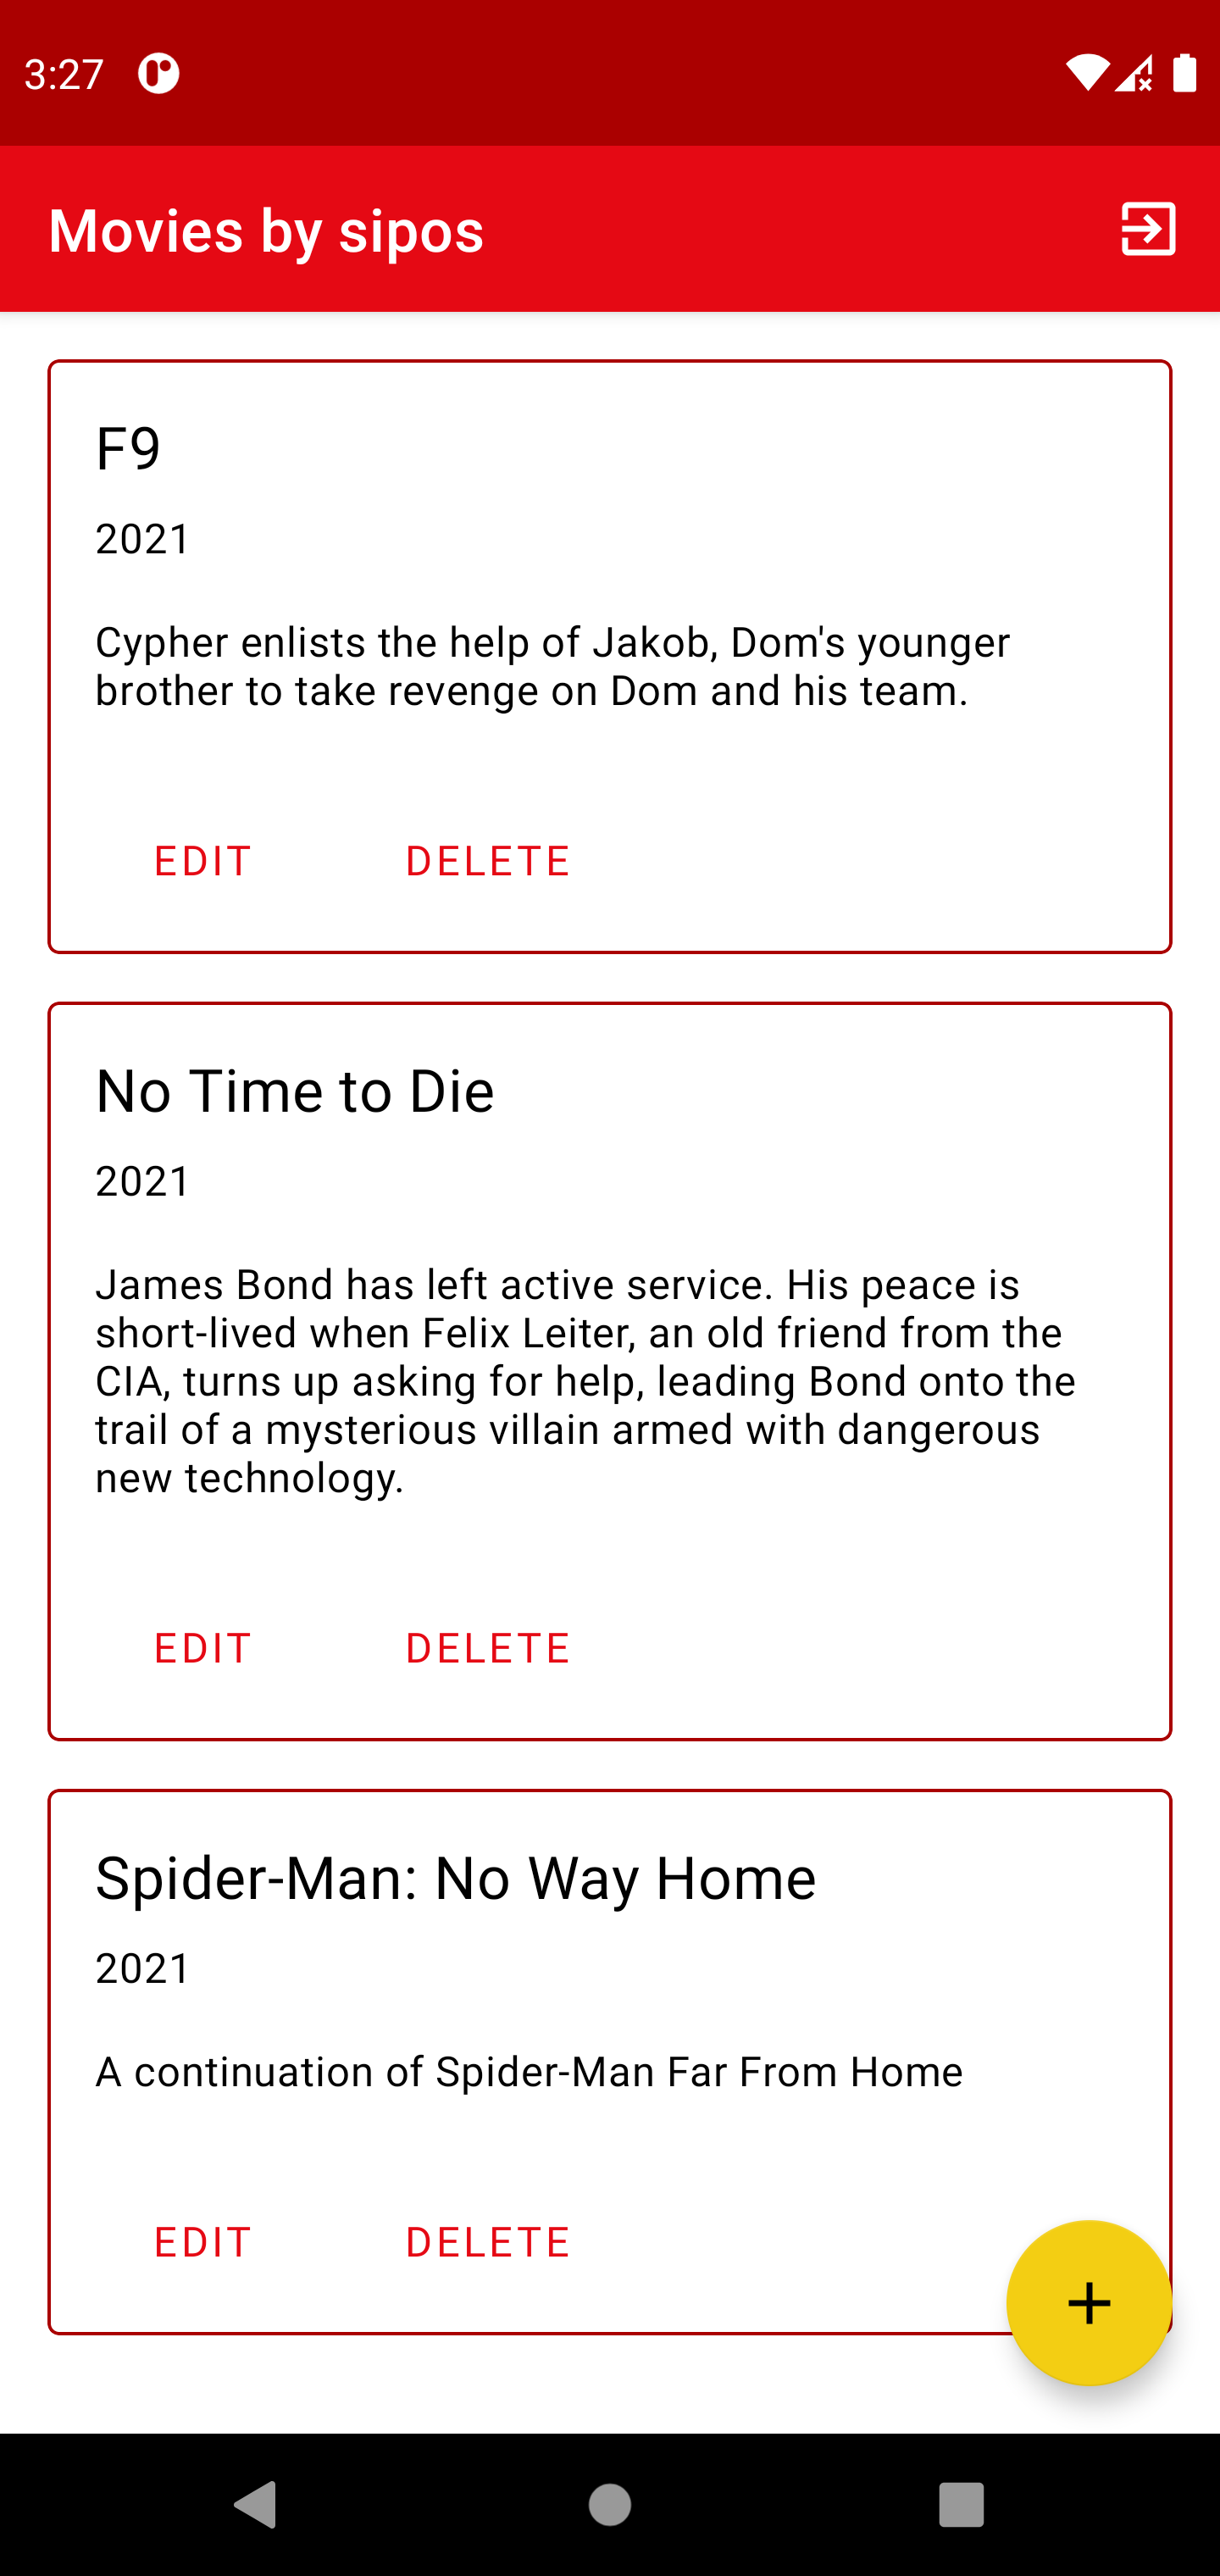 3:27
Movies by sipos
F9
2021
Cypher enlists the help of Jakob, Dom's younger
brother to take revenge on Dom and his team.
EDIT DELETE
No Time to Die
2021
James Bond has left active service. His peace is
short-lived when Felix Leiter, an old friend from the
CIA, turns up asking for help, leading Bond onto the
trail of a mysterious villain armed with dangerous
new technology.
EDIT DELETE
Spider-Man: No Way Home
2021
A continuation of Spider-Man Far From Home
EDIT DELETE
+